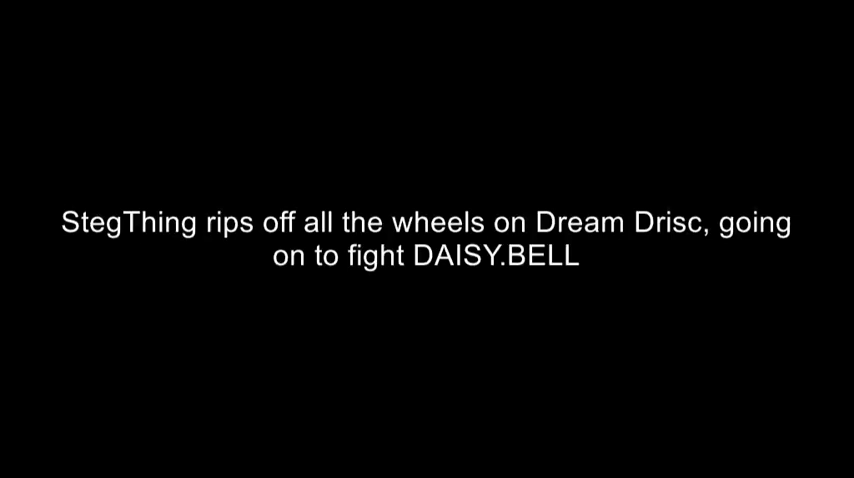 StegThing rips off all the wheels on Dream Drisc, going
on to fight DAISY.BELL